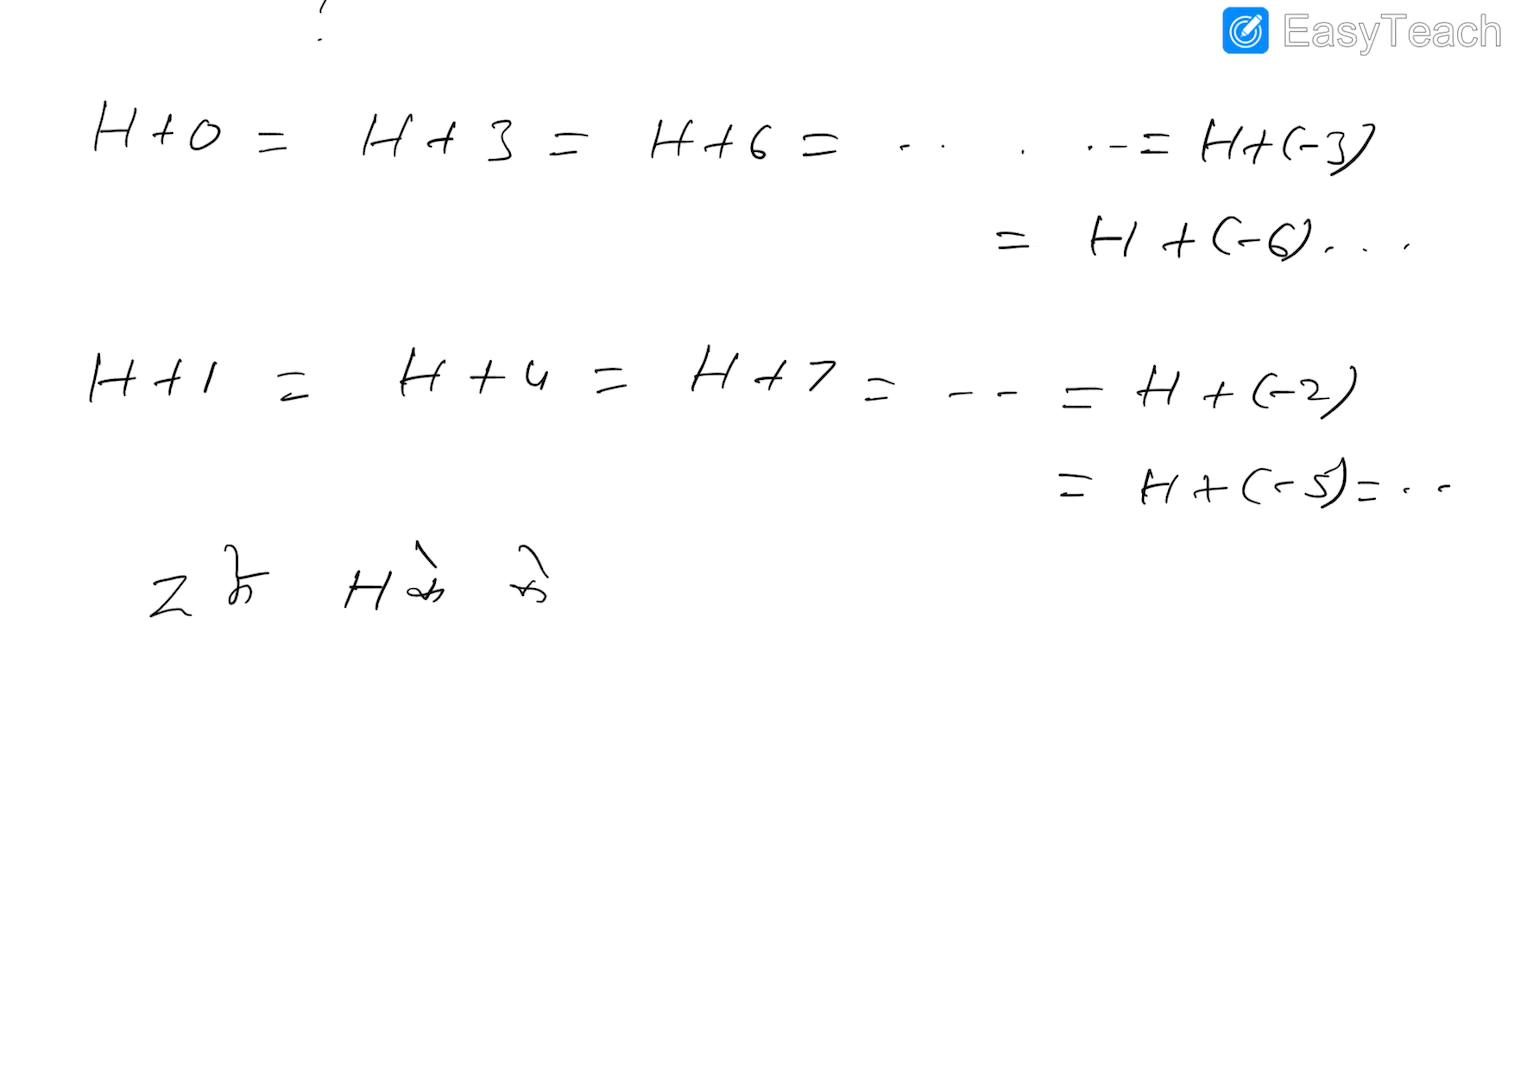 EasyTeach
H+0 = H+3 = H+6 = .. . ..-= H+(-3)
= H+(-6)...
H+1 = H+4 = H+7 = -- = H+(-2)
= H+(-5)=..
Z में H के